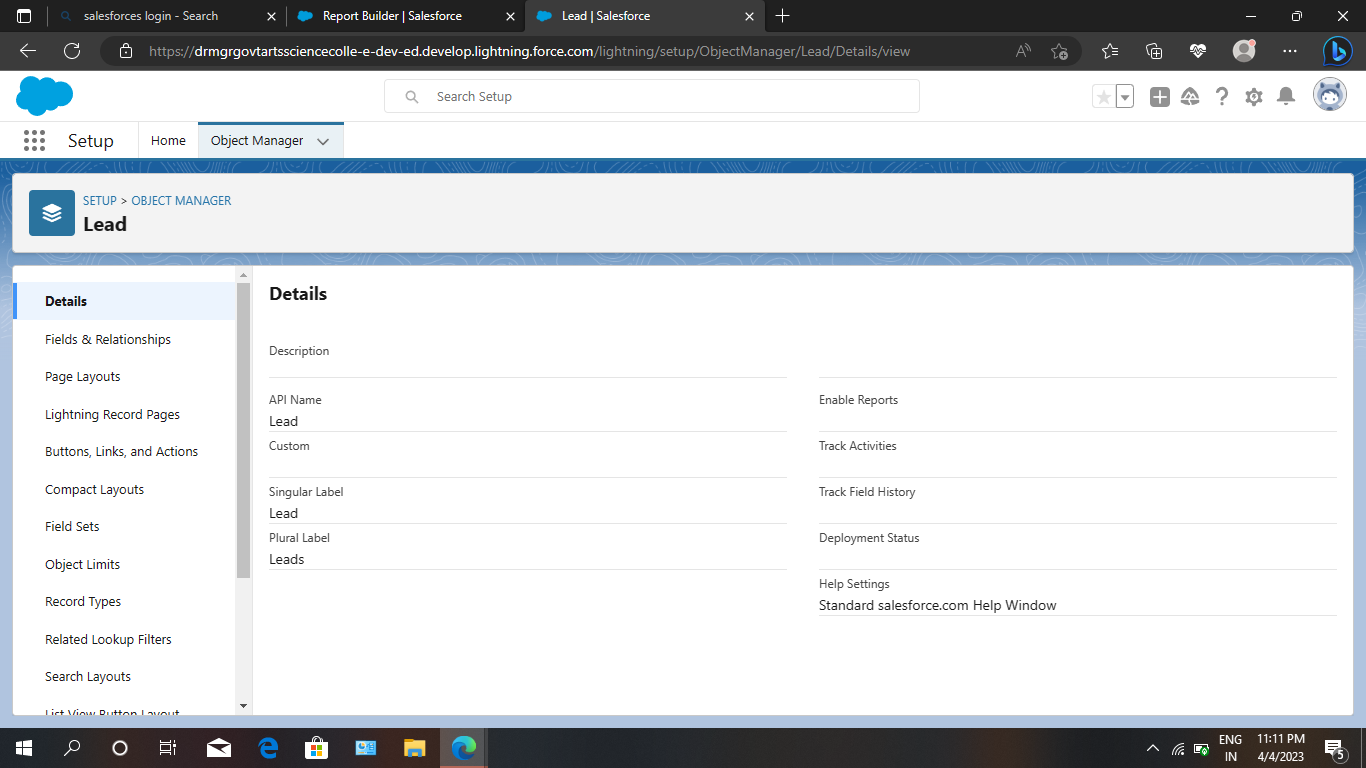 salesforces login - Search
Report Builder | Salesforce
Lead | Salesforce
https://drmgrgovtartssciencecolle-e-dev-ed.develop.lightning.force.com/lightning/setup/ObjectManager/Lead/Details/view
Search Setup
Setup
Home
Object Manager
SETUP > OBJECT MANAGER
Lead
Details
Fields & Relationships
Page Layouts
Lightning Record Pages
Buttons, Links, and Actions
Compact Layouts
Field Sets
Object Limits
Record Types
Related Lookup Filters
Search Layouts
List View Button Layout
Details
Description
API Name
Lead
Custom
Singular Label
Lead
Plural Label
Leads
Enable Reports
Track Activities
Track Field History
Deployment Status
Help Settings
Standard salesforce.com Help Window
ENG
IN
11:11 PM
4/4/2023
5